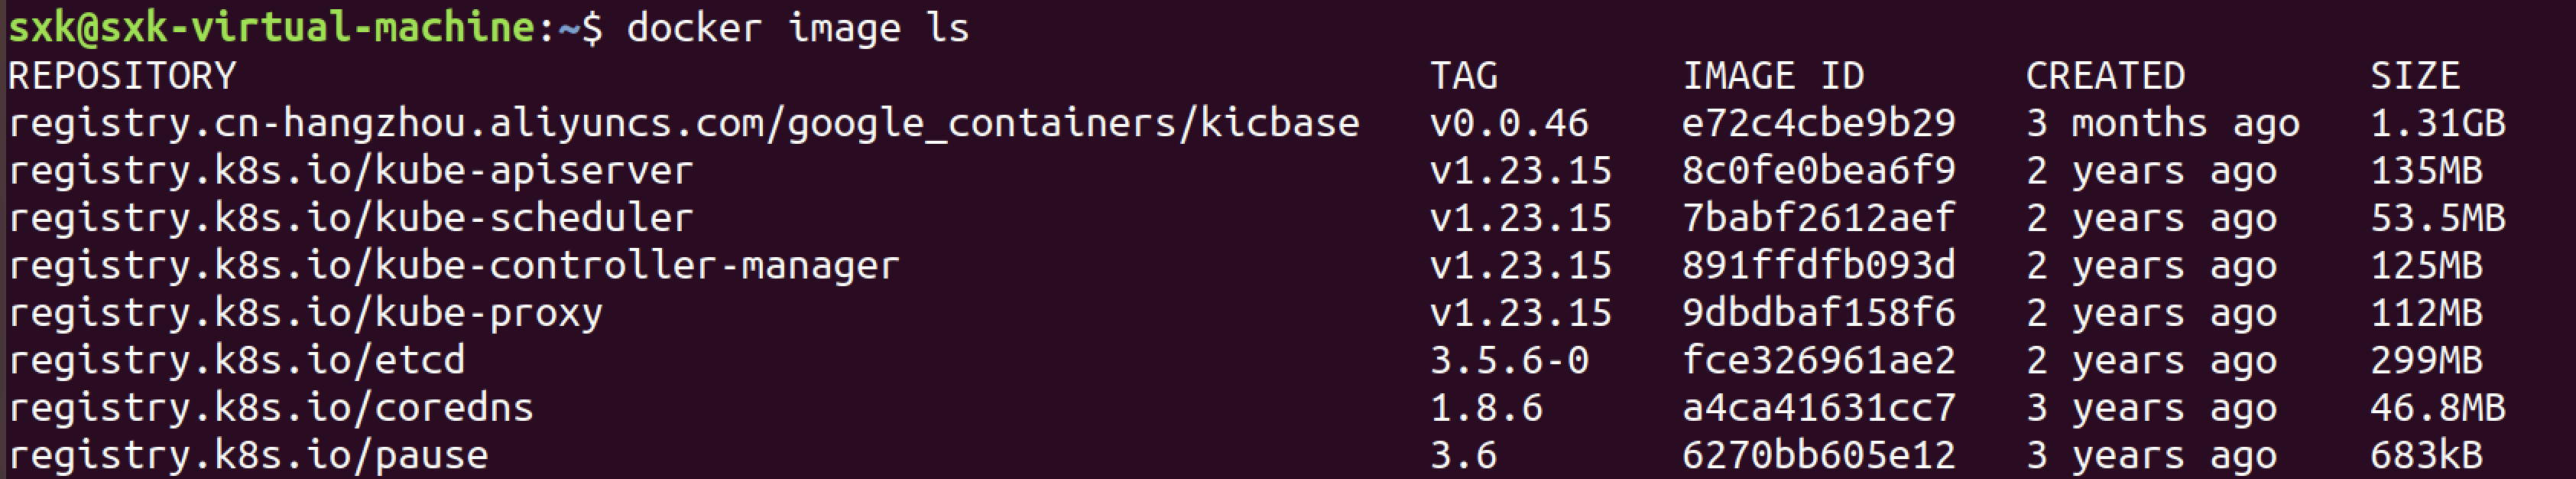 sxk@sxk-virtual-machine:~$ docker image ls
REPOSITORY TAG IMAGE ID CREATED SIZE
registry.cn-hangzhou.aliyuncs.com/google_containers/kicbase v0.0.46 e72c4cbe9b29 3 months ago 1.31GB
registry.k8s.io/kube-apiserver v1.23.15 8c0fe0bea6f9 2 years ago 135MB
registry.k8s.io/kube-scheduler v1.23.15 7babf2612aef 2 years ago 53.5MB
registry.k8s.io/kube-controller-manager v1.23.15 891ffdfb093d 2 years ago 125MB
registry.k8s.io/kube-proxy v1.23.15 9dbdbaf158f6 2 years ago 112MB
registry.k8s.io/etcd 3.5.6-0 fce326961ae2 2 years ago 299MB
registry.k8s.io/coredns 1.8.6 a4ca41631cc7 3 years ago 46.8MB
registry.k8s.io/pause 3.6 6270bb605e12 3 years ago 683kB